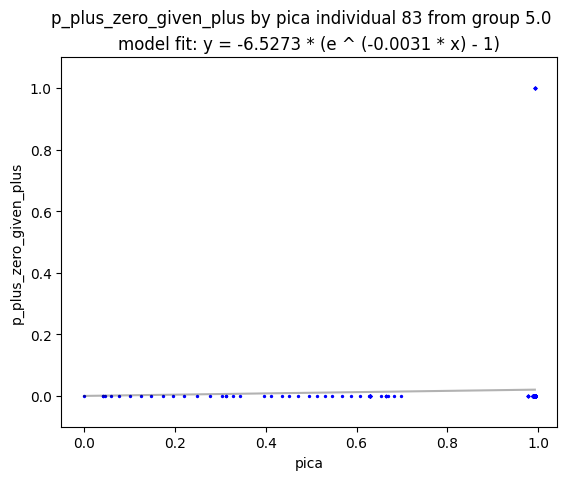 p_plus_zero_given_plus by pica individual 83 from group 5.0
model fit: y = -6.5273 * (e ^ (-0.0031 * x) - 1)
1.0
0.8
0.6
0.4
0.2
0.0
p_plus_zero_given_plus
0.0 0.2 0.4 0.6 0.8 1.0
pica